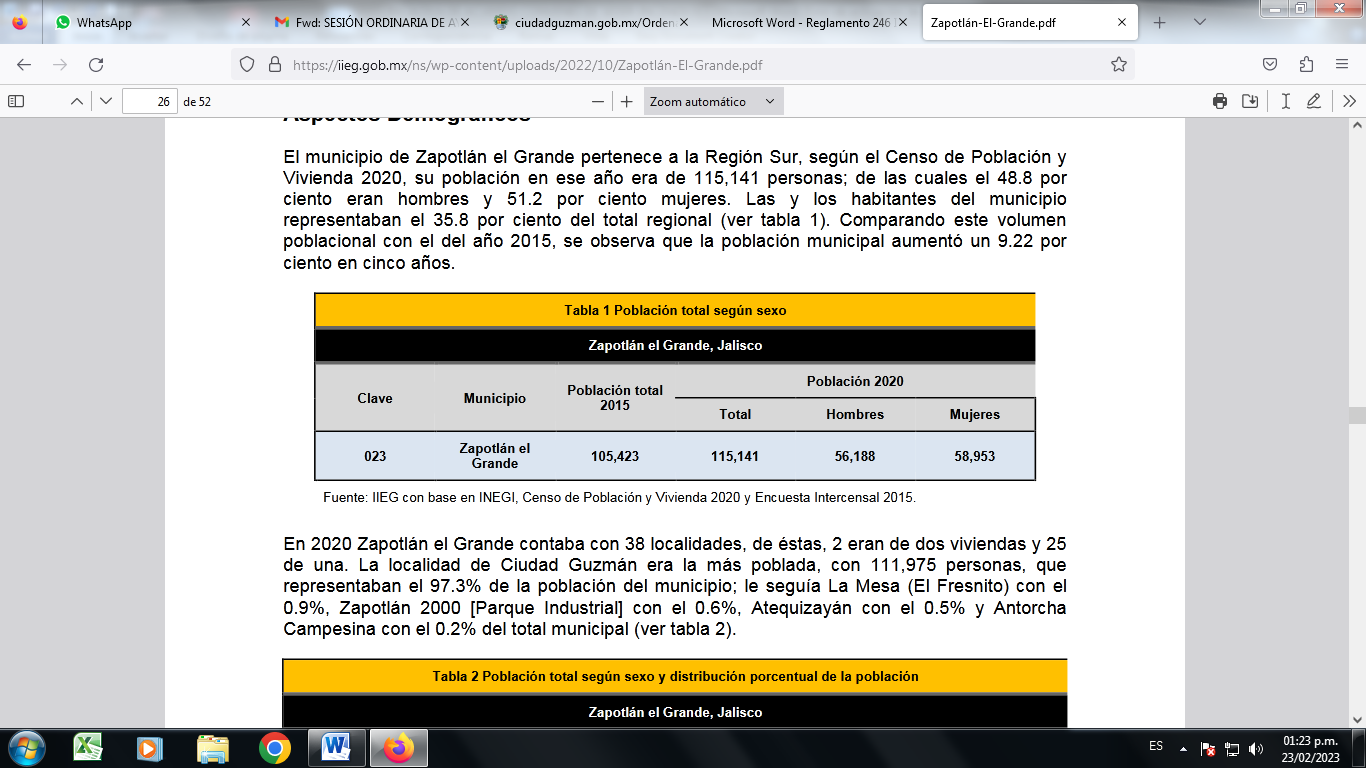 WhatsApp
Fwd: SESIÓN ORDINARIA DE A
ciudadguzman.gob.mx/Orden
Microsoft Word - Reglamento 246
Zapotlán-El-Grande.pdf
https://iieg.gob.mx/ns/wp-content/uploads/2022/10/Zapotlán-El-Grande.pdf
26 de 52
Zoom automático
Aspectos Demográficos
El municipio de Zapotlán el Grande pertenece a la Región Sur, según el Censo de Población y
Vivienda 2020, su población en ese año era de 115,141 personas; de las cuales el 48.8 por
ciento eran hombres y 51.2 por ciento mujeres. Las y los habitantes del municipio
representaban el 35.8 por ciento del total regional (ver tabla 1). Comparando este volumen
poblacional con el del año 2015, se observa que la población municipal aumentó un 9.22 por
ciento en cinco años.
Tabla 1 Población total según sexo
Zapotlán el Grande, Jalisco
Clave
Municipio
Población total
2015
Población 2020
Total
Hombres
Mujeres
023
Zapotlán el
Grande
105,423
115,141
56,188
58,953
Fuente: IIEG con base en INEGI, Censo de Población y Vivienda 2020 y Encuesta Intercensal 2015.
En 2020 Zapotlán el Grande contaba con 38 localidades, de éstas, 2 eran de dos viviendas y 25
de una. La localidad de Ciudad Guzmán era la más poblada, con 111,975 personas, que
representaban el 97.3% de la población del municipio; le seguía La Mesa (El Fresnito) con el
0.9%, Zapotlán 2000 [Parque Industrial] con el 0.6%, Atequizayán con el 0.5% y Antorcha
Campesina con el 0.2% del total municipal (ver tabla 2).
Tabla 2 Población total según sexo y distribución porcentual de la población
Zapotlán el Grande, Jalisco
ES
01:23 p.m.
23/02/2023